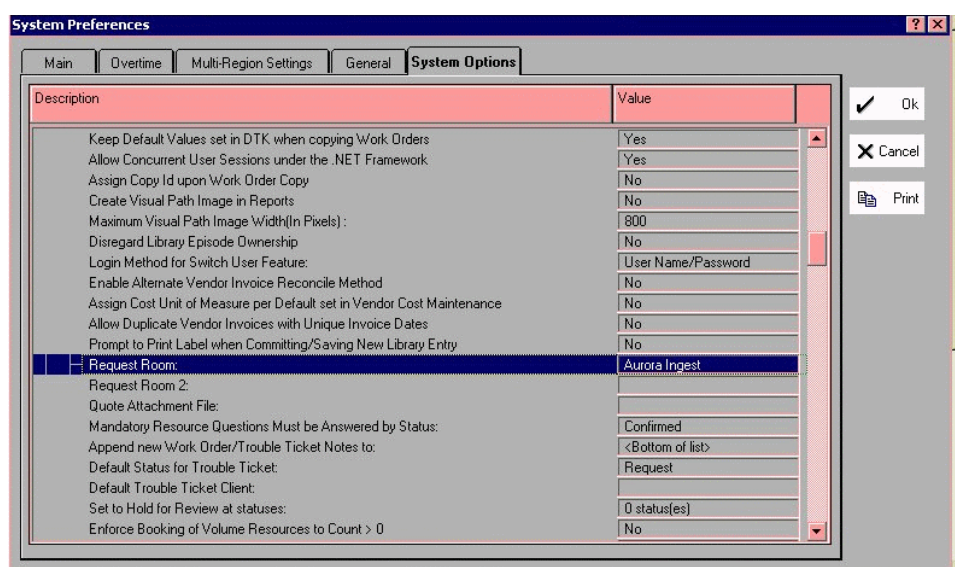 System Preferences
? X
Main Overtime Multi-Region Settings General System Options
Description Value
Ok
Keep Default Values set in DTK when copying Work Orders Yes
Allow Concurrent User Sessions under the .NET Framework Yes
Cancel
Assign Copy Id upon Work Order Copy No
Create Visual Path Image in Reports No
Print
Maximum Visual Path Image Width(In Pixels) : 800
Disregard Library Episode Ownership No
Login Method for Switch User Feature: User Name/Password
Enable Alternate Vendor Invoice Reconcile Method No
Assign Cost Unit of Measure per Default set in Vendor Cost Maintenance No
Allow Duplicate Vendor Invoices with Unique Invoice Dates No
Prompt to Print Label when Committing/Saving New Library Entry No
Request Room: Aurora Ingest
Request Room 2:
Quote Attachment File:
Mandatory Resource Questions Must be Answered by Status: Confirmed
Append new Work Order/Trouble Ticket Notes to: <Bottom of list>
Default Status for Trouble Ticket: Request
Default Trouble Ticket Client:
Set to Hold for Review at statuses: 0 status(es)
Enforce Booking of Volume Resources to Count > 0 No